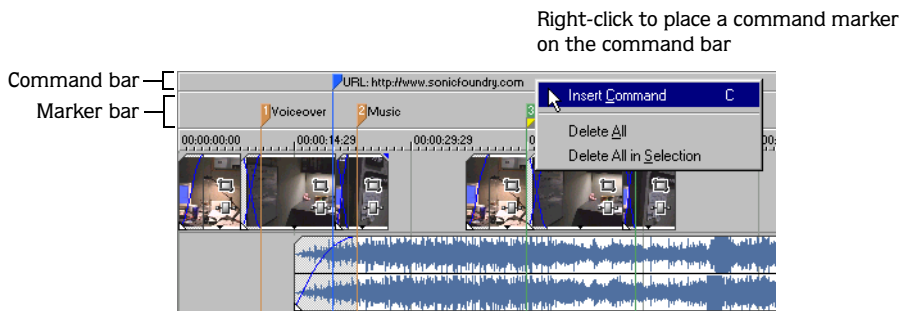 Right-click to place a command marker
on the command bar
Command bar
Marker bar
URL: http://www.sonicfoundry.com
Insert Command C
Delete All
Delete All in Selection
1 Voiceover
2 Music
3
00:00:00:00 00:00:14:29 00:00:29:29